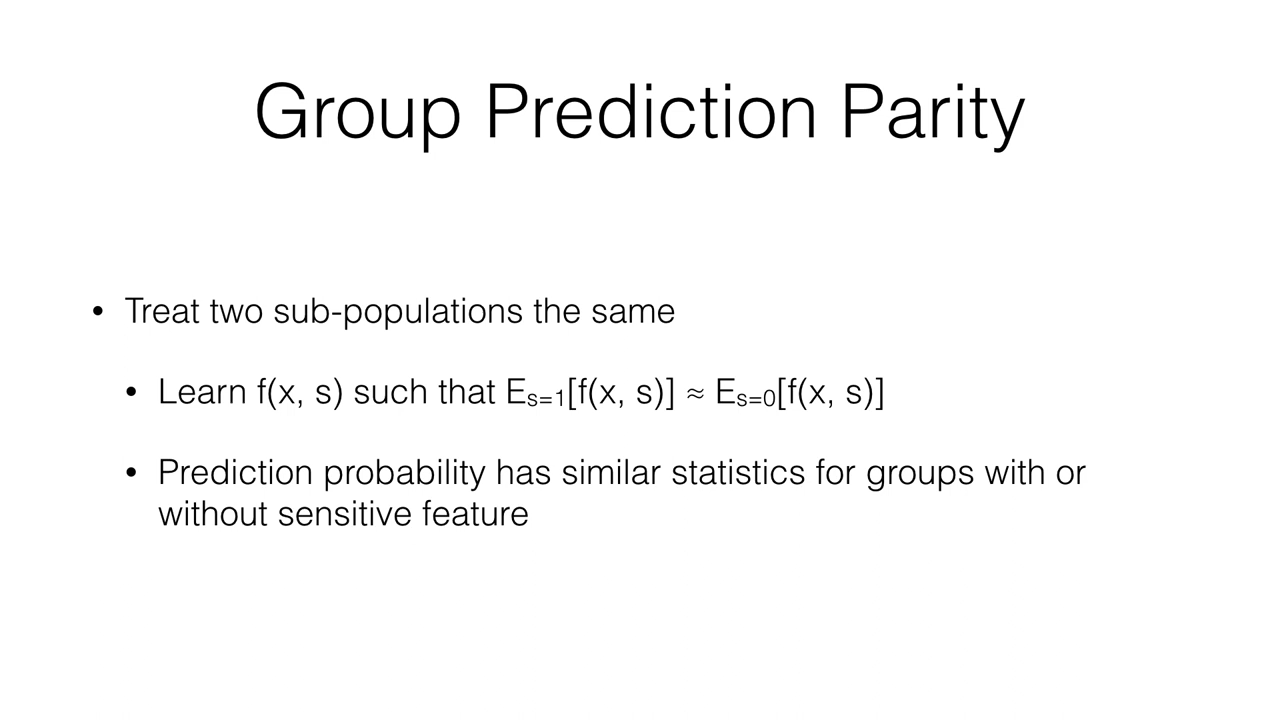 Group Prediction Parity
• Treat two sub-populations the same
• Learn f(x, s) such that Eₛ₌₁[f(x, s)] ≈ Eₛ₌₀[f(x, s)]
• Prediction probability has similar statistics for groups with or
without sensitive feature